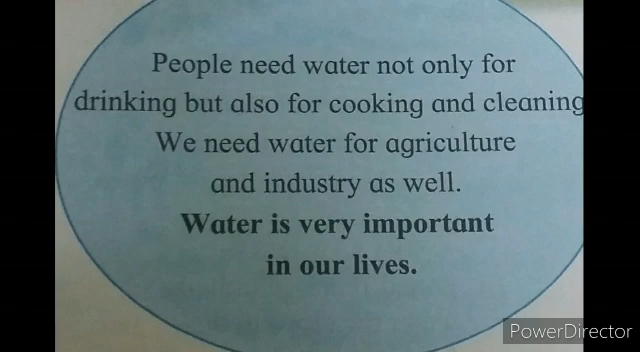 People need water not only for
drinking but also for cooking and cleaning
We need water for agriculture
and industry as well.
Water is very important
in our lives.
PowerDirector